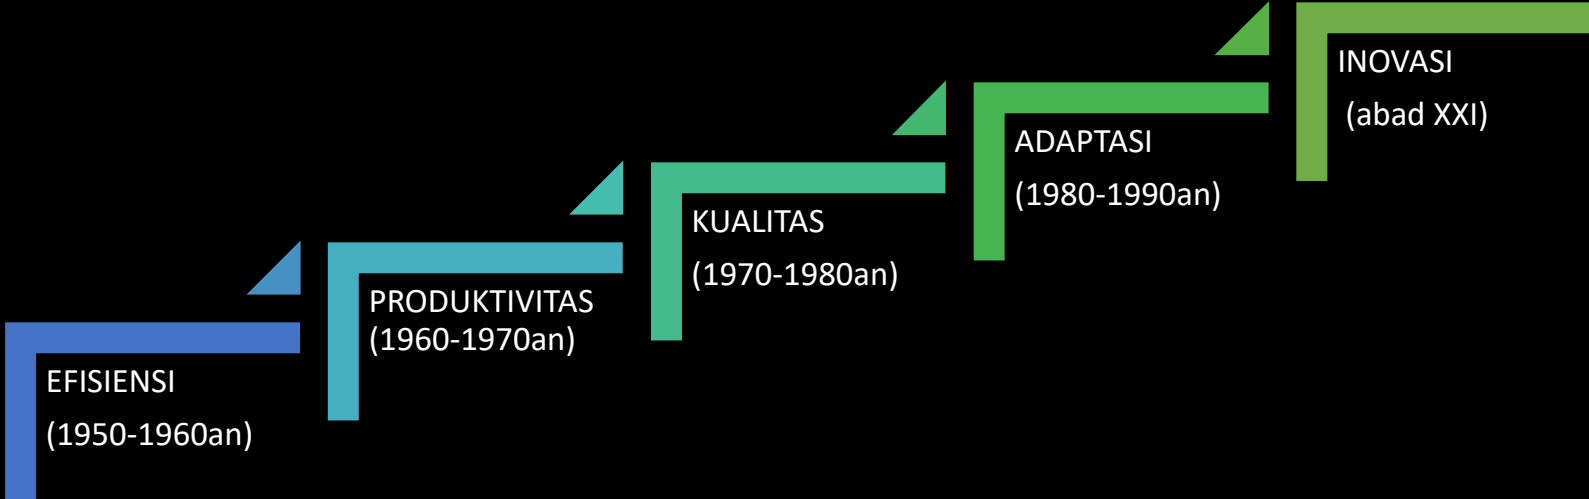 EFISIENSI
(1950-1960an)
PRODUKTIVITAS
(1960-1970an)
KUALITAS
(1970-1980an)
ADAPTASI
(1980-1990an)
INOVASI
(abad XXI)